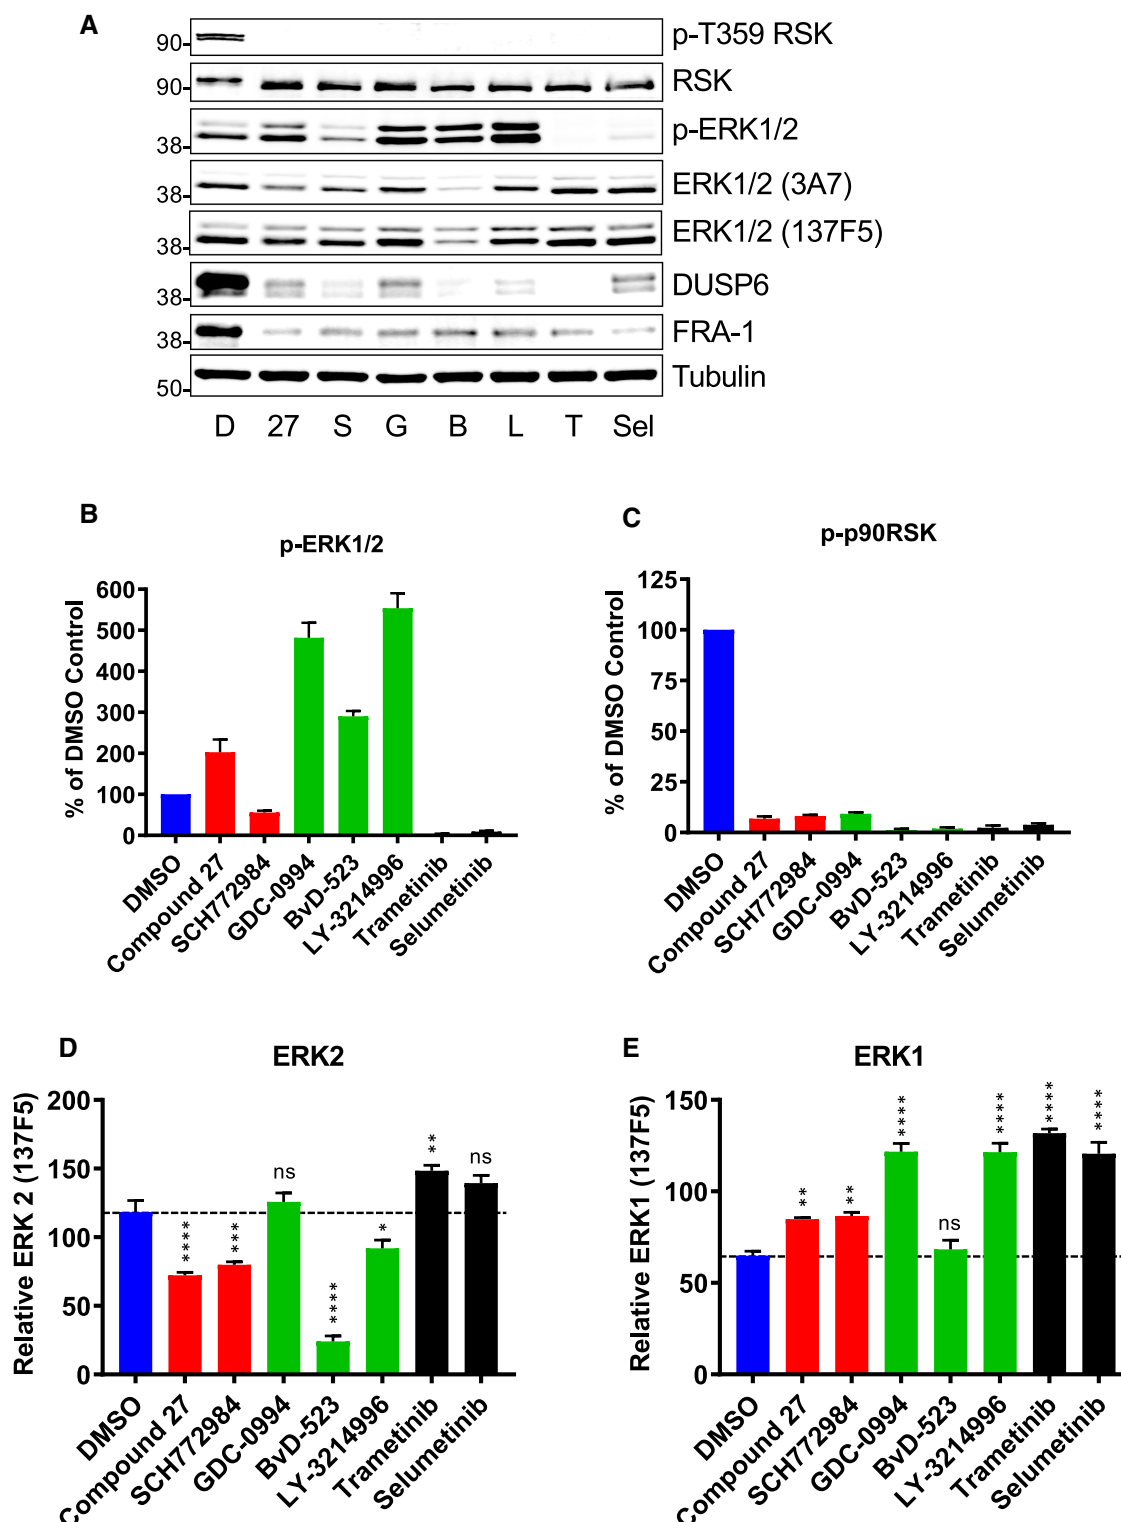 A
90 p-T359 RSK
90 RSK
38 p-ERK1/2
38 ERK1/2 (3A7)
38 ERK1/2 (137F5)
38 DUSP6
38 FRA-1
50 Tubulin
D 27 S G B L T Sel
B
p-ERK1/2
% of DMSO Control
600
500
400
300
200
100
0
DMSO
Compound 27
SCH772984
GDC-0994
BvD-523
LY-3214996
Trametinib
Selumetinib
C
p-p90RSK
% of DMSO Control
125
100
75
50
25
0
DMSO
Compound 27
SCH772984
GDC-0994
BvD-523
LY-3214996
Trametinib
Selumetinib
D
ERK2
Relative ERK 2 (137F5)
200
150
100
50
0
****
***
ns
****
*
**
ns
DMSO
Compound 27
SCH772984
GDC-0994
BvD-523
LY-3214996
Trametinib
Selumetinib
E
ERK1
Relative ERK1 (137F5)
150
100
50
0
**
**
****
ns
****
****
****
DMSO
Compound 27
SCH772984
GDC-0994
BvD-523
LY-3214996
Trametinib
Selumetinib